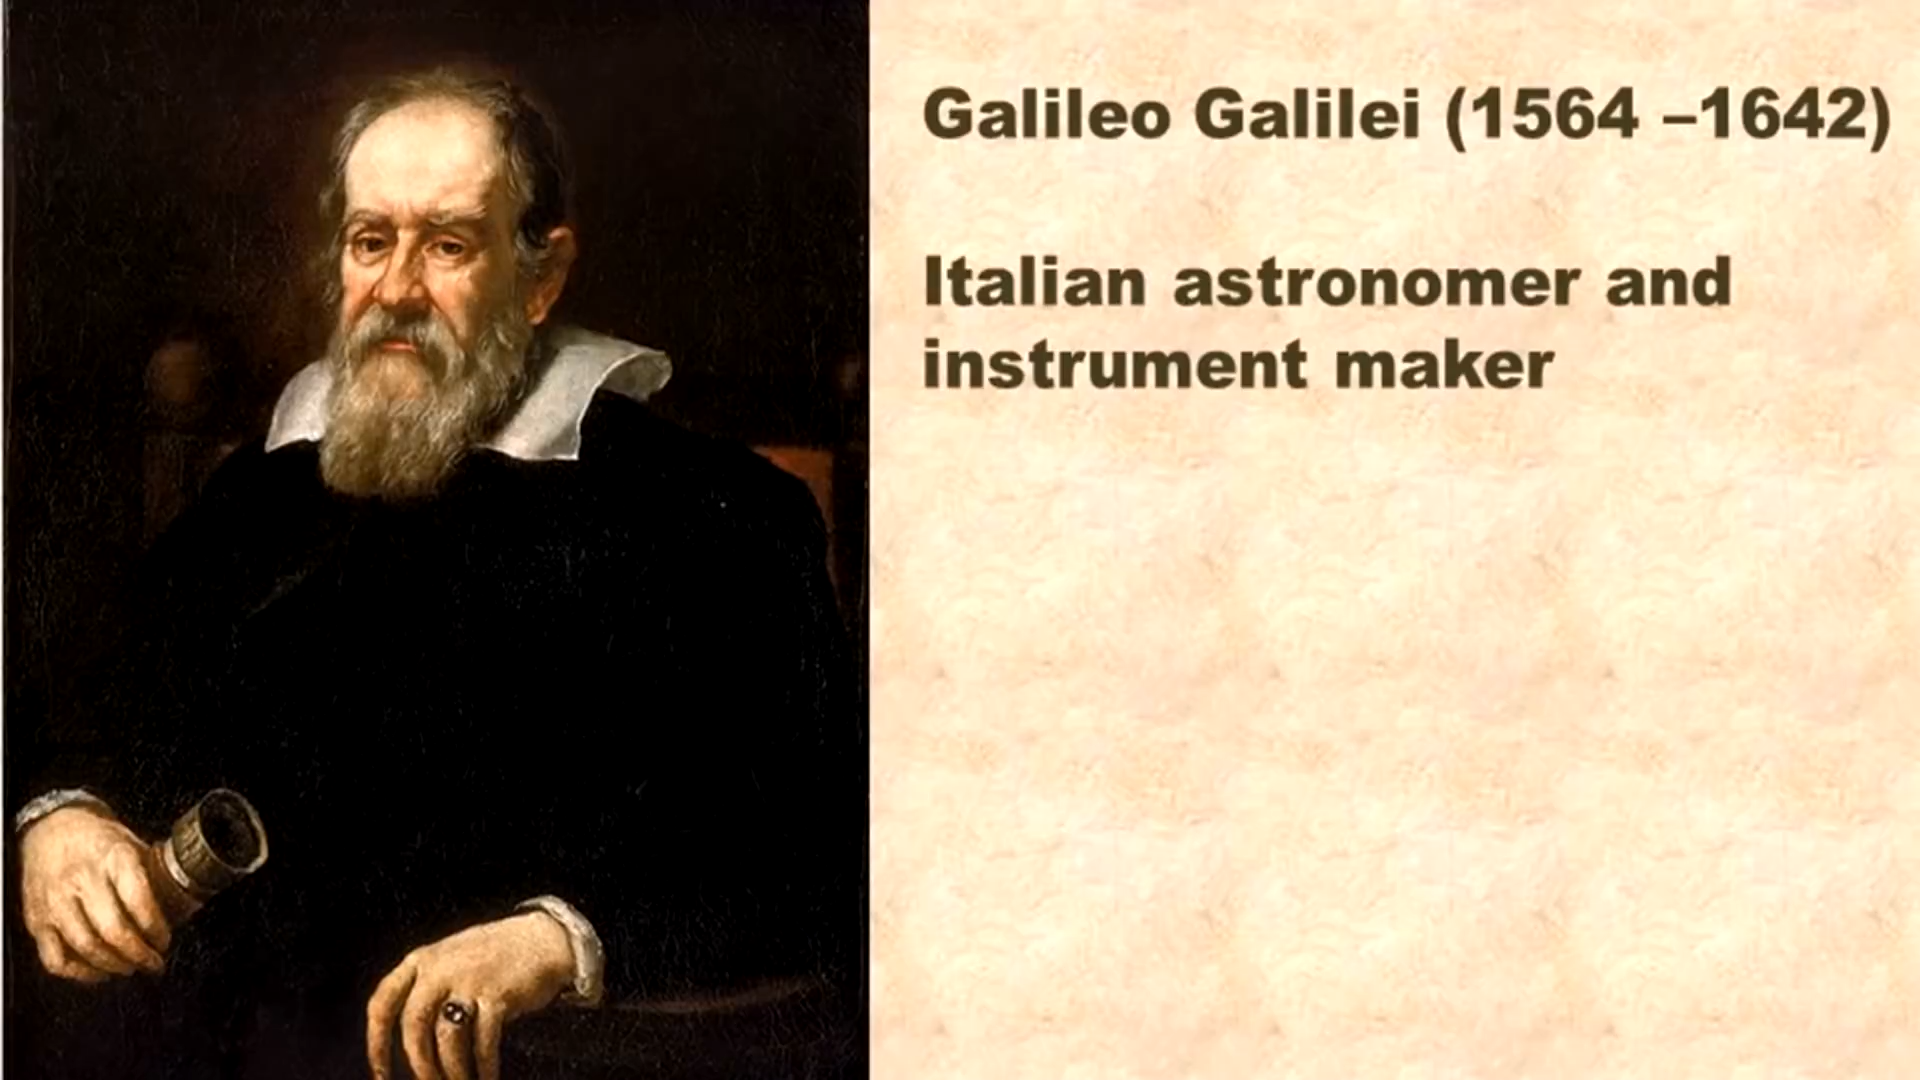 Galileo Galilei (1564 –1642)
Italian astronomer and
instrument maker